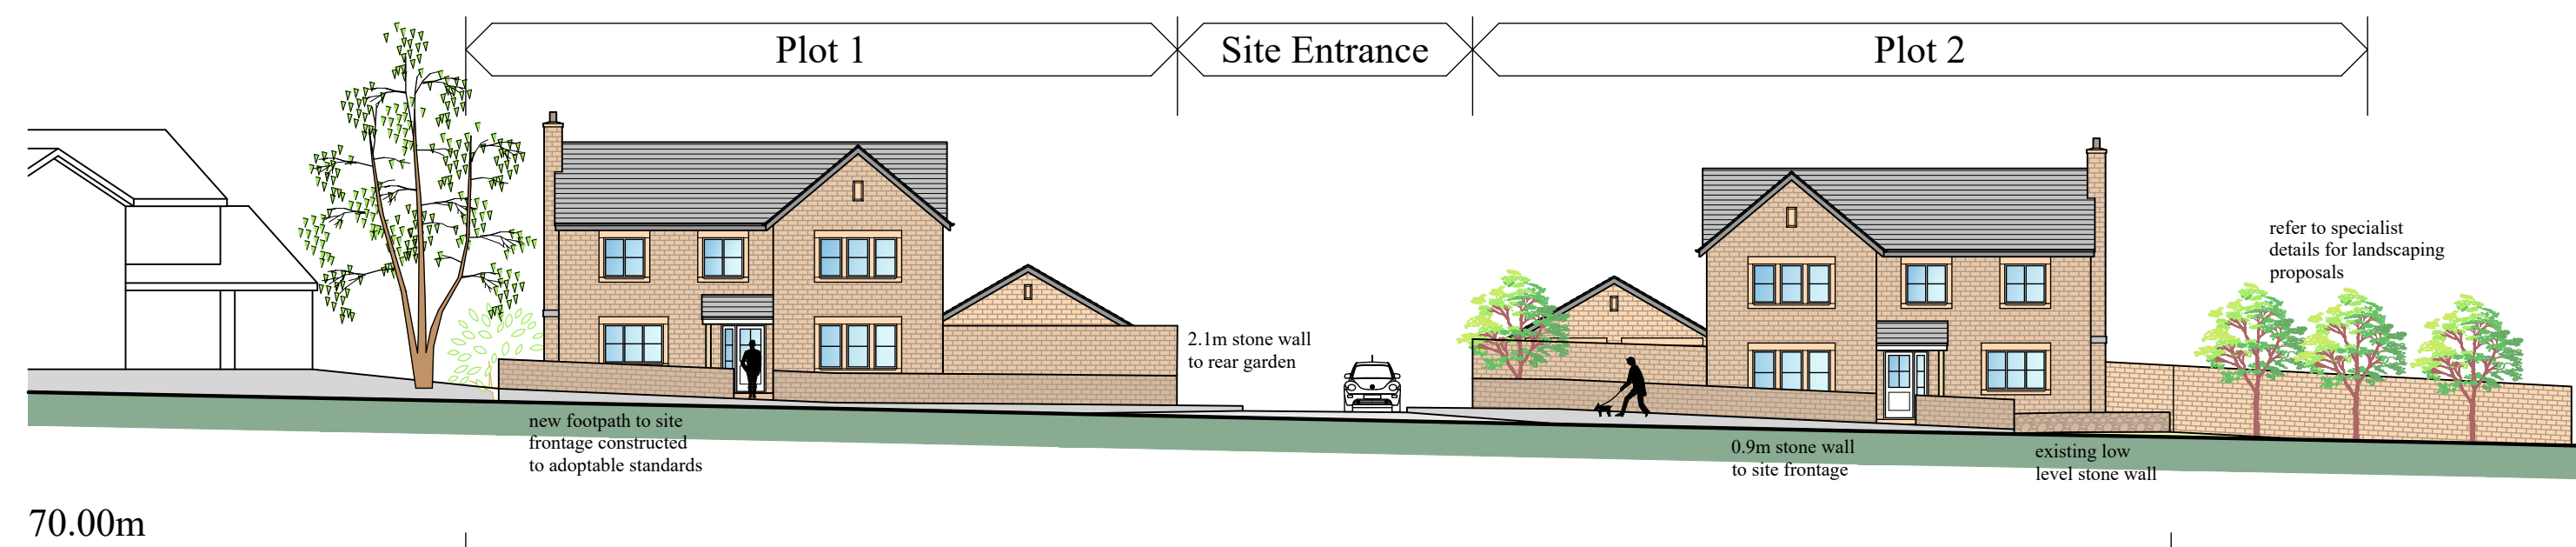 Plot 1
Site Entrance
Plot 2
refer to specialist
details for landscaping
proposals
2.1m stone wall
to rear garden
new footpath to site
frontage constructed
to adoptable standards
0.9m stone wall
to site frontage
existing low
level stone wall
70.00m